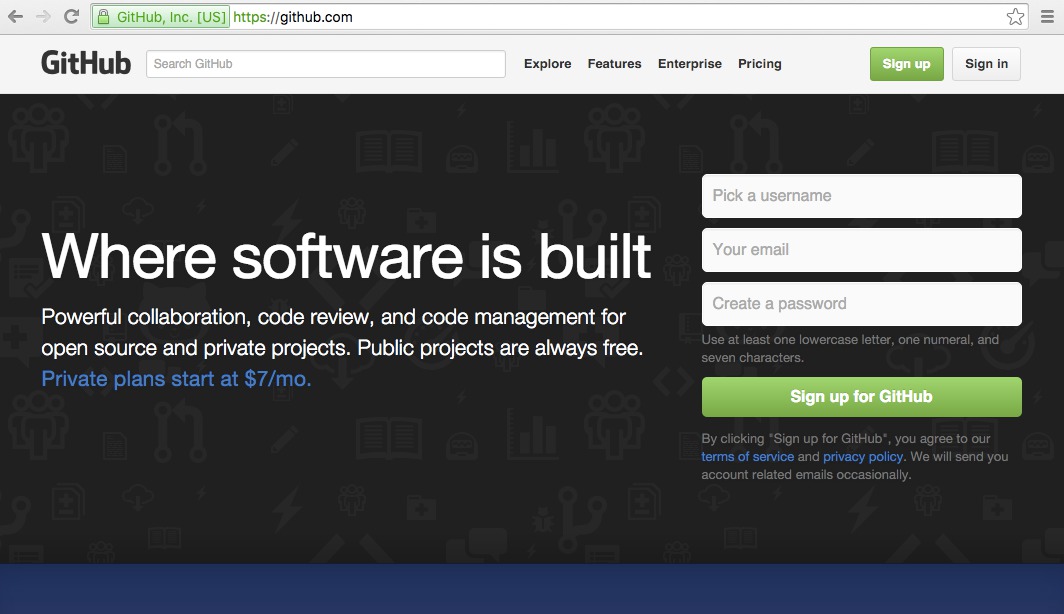 GitHub, Inc. [US] https://github.com
GitHub Search GitHub Explore Features Enterprise Pricing Sign up Sign in
Where software is built
Powerful collaboration, code review, and code management for
open source and private projects. Public projects are always free.
Private plans start at $7/mo.
Pick a username
Your email
Create a password
Use at least one lowercase letter, one numeral, and
seven characters.
Sign up for GitHub
By clicking "Sign up for GitHub", you agree to our
terms of service and privacy policy. We will send you
account related emails occasionally.